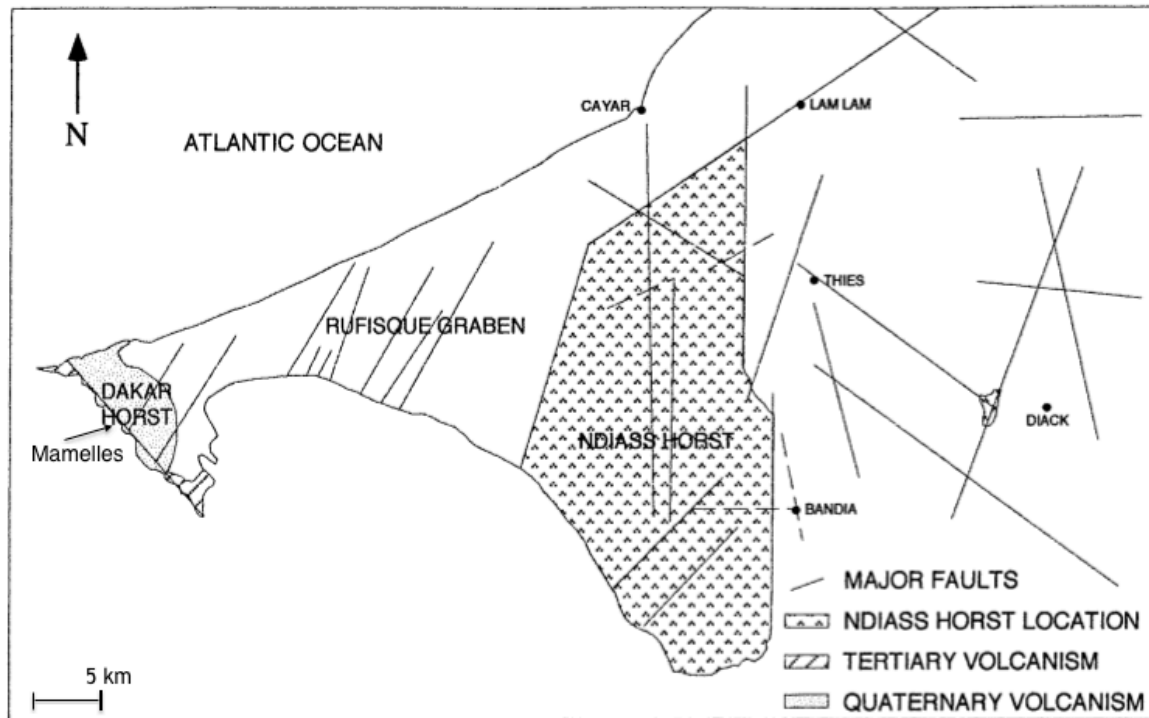 CAYAR
LAM LAM
N
ATLANTIC OCEAN
THIES
RUFISQUE GRABEN
DAKAR
HORST
DIACK
Mamelles
NDIASS HORST
BANDIA
MAJOR FAULTS
NDIASS HORST LOCATION
TERTIARY VOLCANISM
5 km
QUATERNARY VOLCANISM